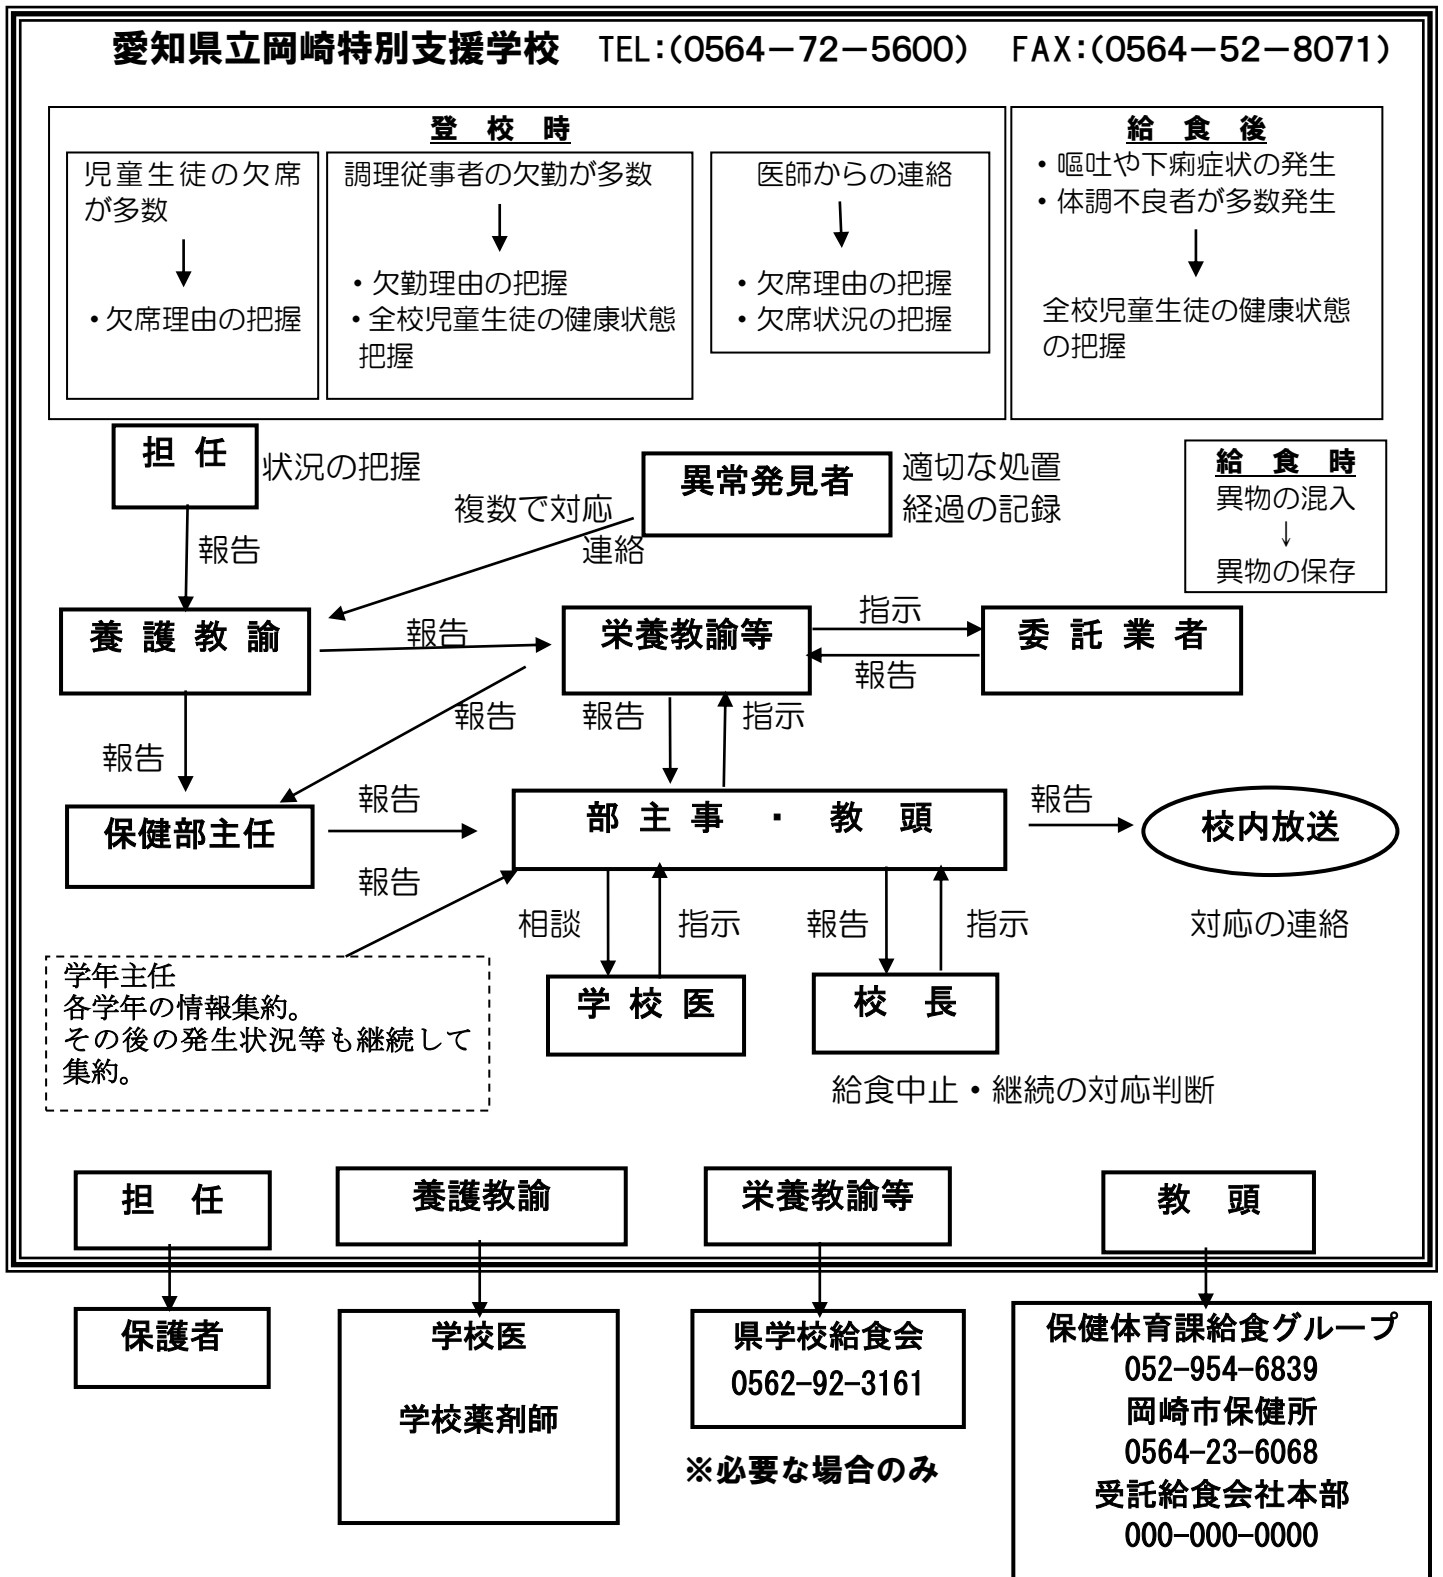 愛知県立岡崎特別支援学校 TEL:(0564－72－5600) FAX:(0564－52－8071)
登 校 時
児童生徒の欠席
が多数
↓
・欠席理由の把握
調理従事者の欠勤が多数
↓
・欠勤理由の把握
・全校児童生徒の健康状態
把握
医師からの連絡
↓
・欠席理由の把握
・欠席状況の把握
給 食 後
・嘔吐や下痢症状の発生
・体調不良者が多数発生
↓
全校児童生徒の健康状態
の把握
担 任
状況の把握
異常発見者
適切な処置
経過の記録
複数で対応
連絡
給 食 時
異物の混入
↓
異物の保存
報告
養 護 教 諭
報告
栄養教諭等
指示
報告
委 託 業 者
報告
報告
報告
指示
保健部主任
報告
報告
部 主 事 ・ 教 頭
報告
校内放送
対応の連絡
相談
指示
報告
指示
学年主任
各学年の情報集約。
その後の発生状況等も継続して
集約。
学 校 医
校 長
給食中止・継続の対応判断
担 任
養護教諭
栄養教諭等
教 頭
保護者
学校医
学校薬剤師
県学校給食会
0562-92-3161
※必要な場合のみ
保健体育課給食グループ
052-954-6839
岡崎市保健所
0564-23-6068
受託給食会社本部
000-000-0000